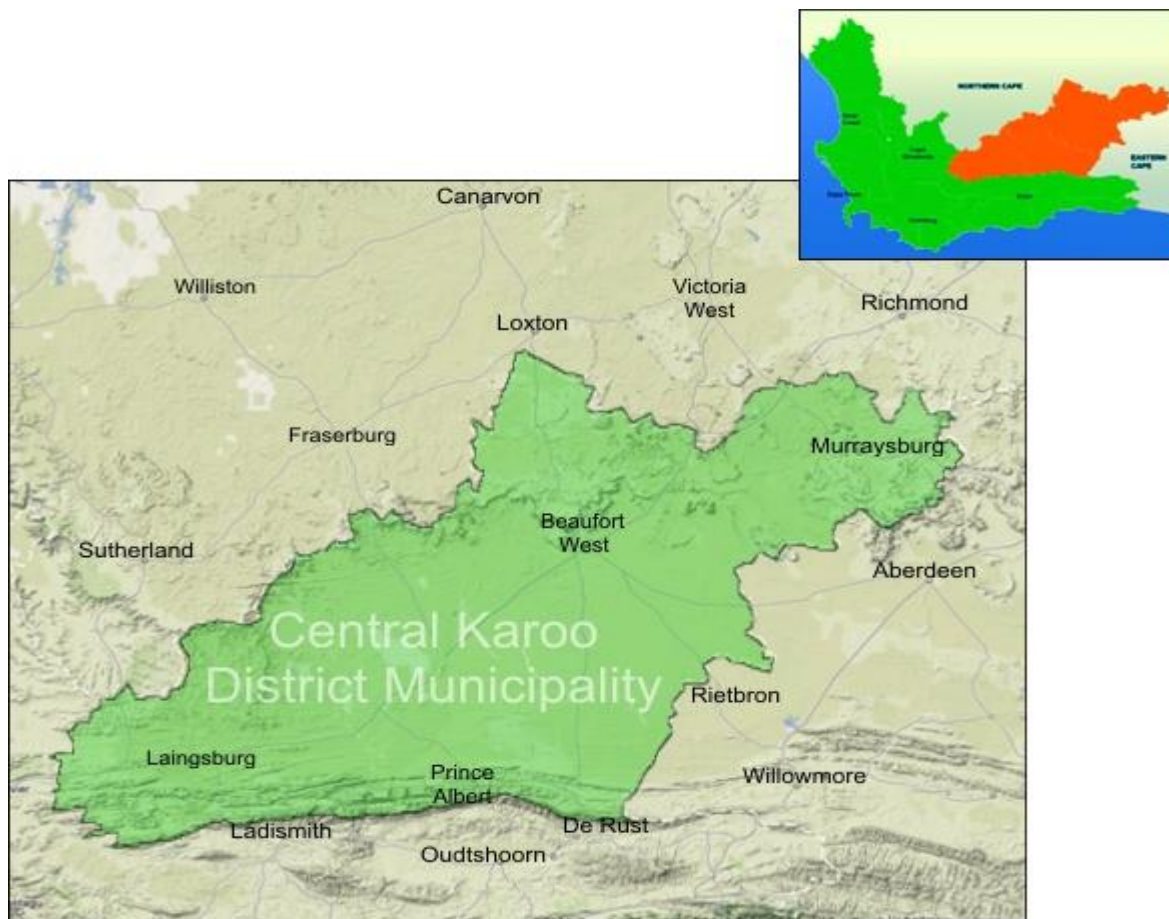 NORTHERN CAPE
EASTERN
CAPE
Canarvon
Williston
Victoria
West
Richmond
Loxton
Fraserburg
Murraysburg
Beaufort
West
Sutherland
Aberdeen
Central Karoo
District Municipality
Rietbron
Laingsburg
Prince
Albert
Willowmore
Ladismith
De Rust
Oudtshoorn